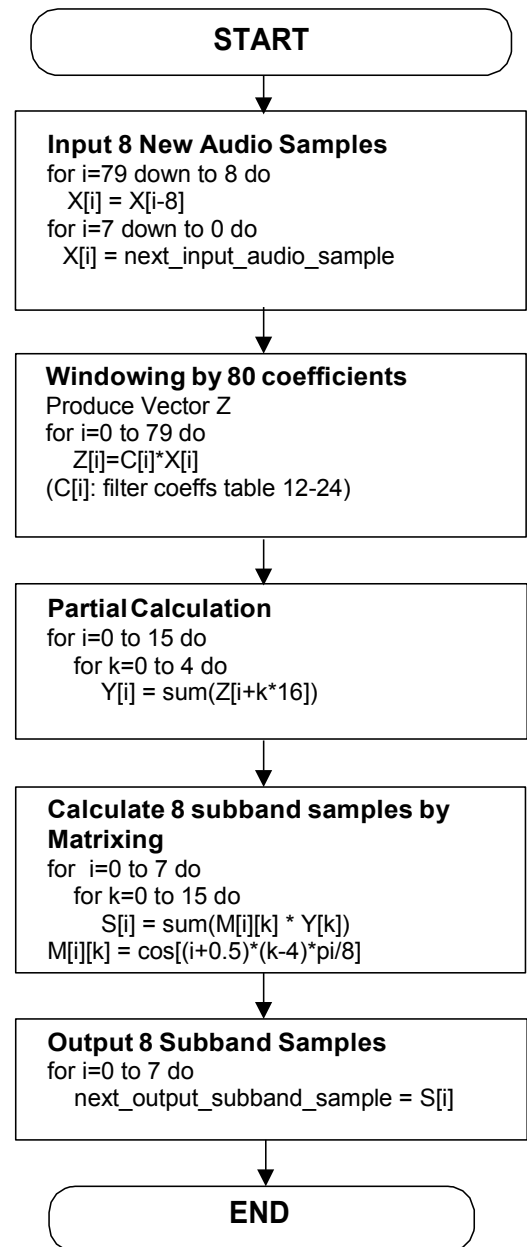 START
Input 8 New Audio Samples
for i=79 down to 8 do
X[i] = X[i-8]
for i=7 down to 0 do
X[i] = next_input_audio_sample
Windowing by 80 coefficients
Produce Vector Z
for i=0 to 79 do
Z[i]=C[i]*X[i]
(C[i]: filter coeffs table 12-24)
Partial Calculation
for i=0 to 15 do
for k=0 to 4 do
Y[i] = sum(Z[i+k*16])
Calculate 8 subband samples by
Matrixing
for i=0 to 7 do
for k=0 to 15 do
S[i] = sum(M[i][k] * Y[k])
M[i][k] = cos[(i+0.5)*(k-4)*pi/8]
Output 8 Subband Samples
for i=0 to 7 do
next_output_subband_sample = S[i]
END